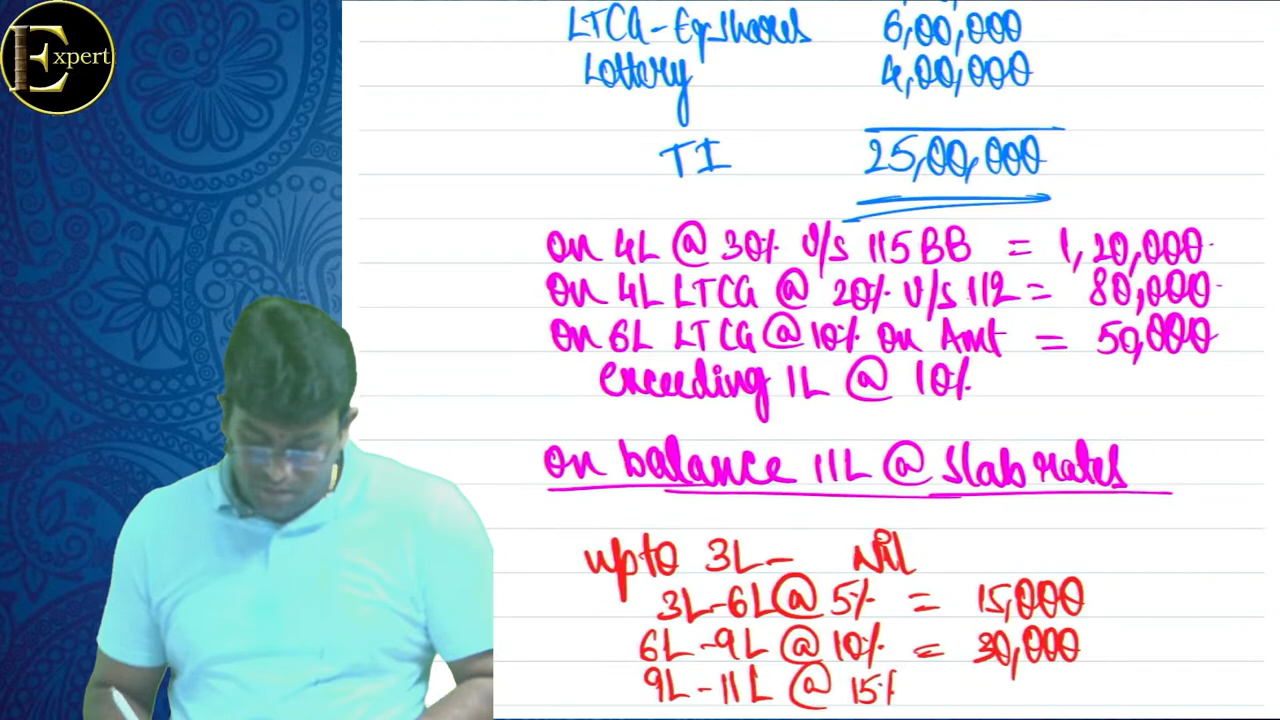 Expert
LTCG-Eq.Shares 6,00,000
Lottery 4,00,000
TI 25,00,000
on 4L @ 30% U/s 115BB = 1,20,000
on 4L LTCG @ 20% U/s 112 = 80,000
on 6L LTCG @ 10% on Amt = 50,000
exceeding 1L @ 10%
on balance 11L @ slab rates
upto 3L- Nil
3L-6L @ 5% = 15,000
6L-9L @ 10% = 30,000
9L-11L @ 15%